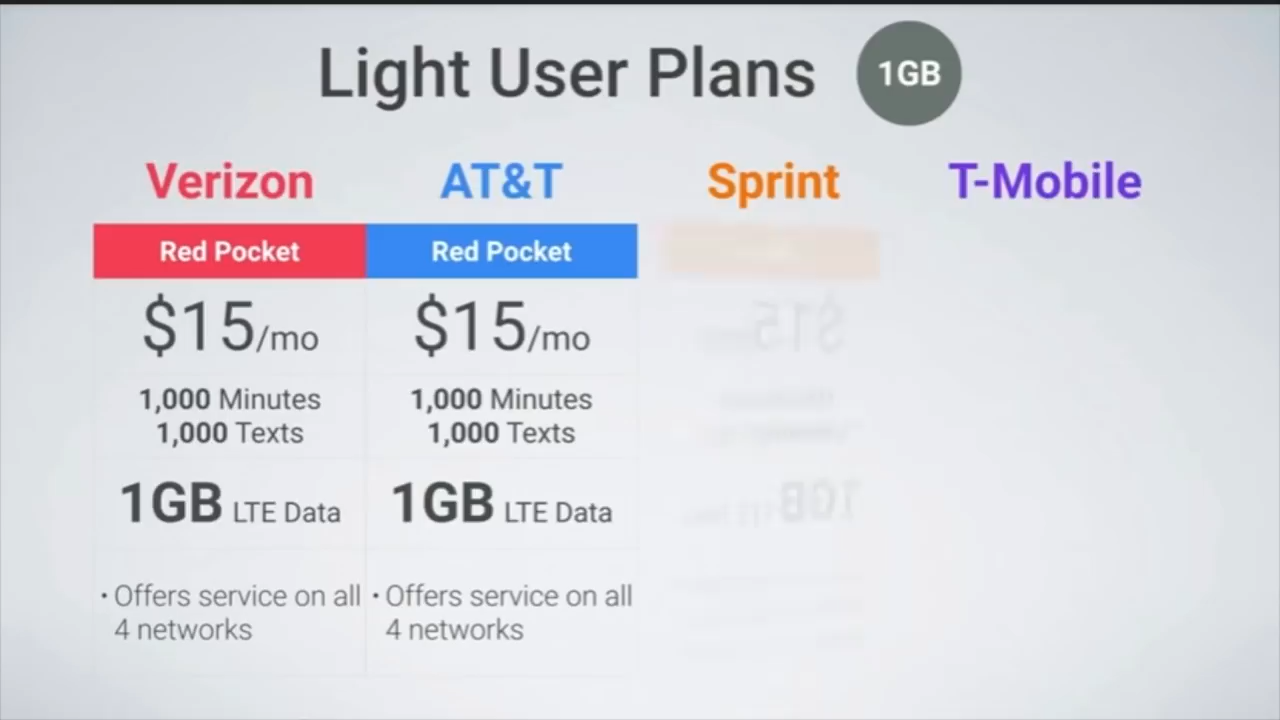 Light User Plans 1GB
Verizon AT&T Sprint T-Mobile
Red Pocket Red Pocket
$15/mo $15/mo $15
1,000 Minutes 1,000 Minutes
1,000 Texts 1,000 Texts
1GB LTE Data 1GB LTE Data 1GB
• Offers service on all • Offers service on all
4 networks 4 networks